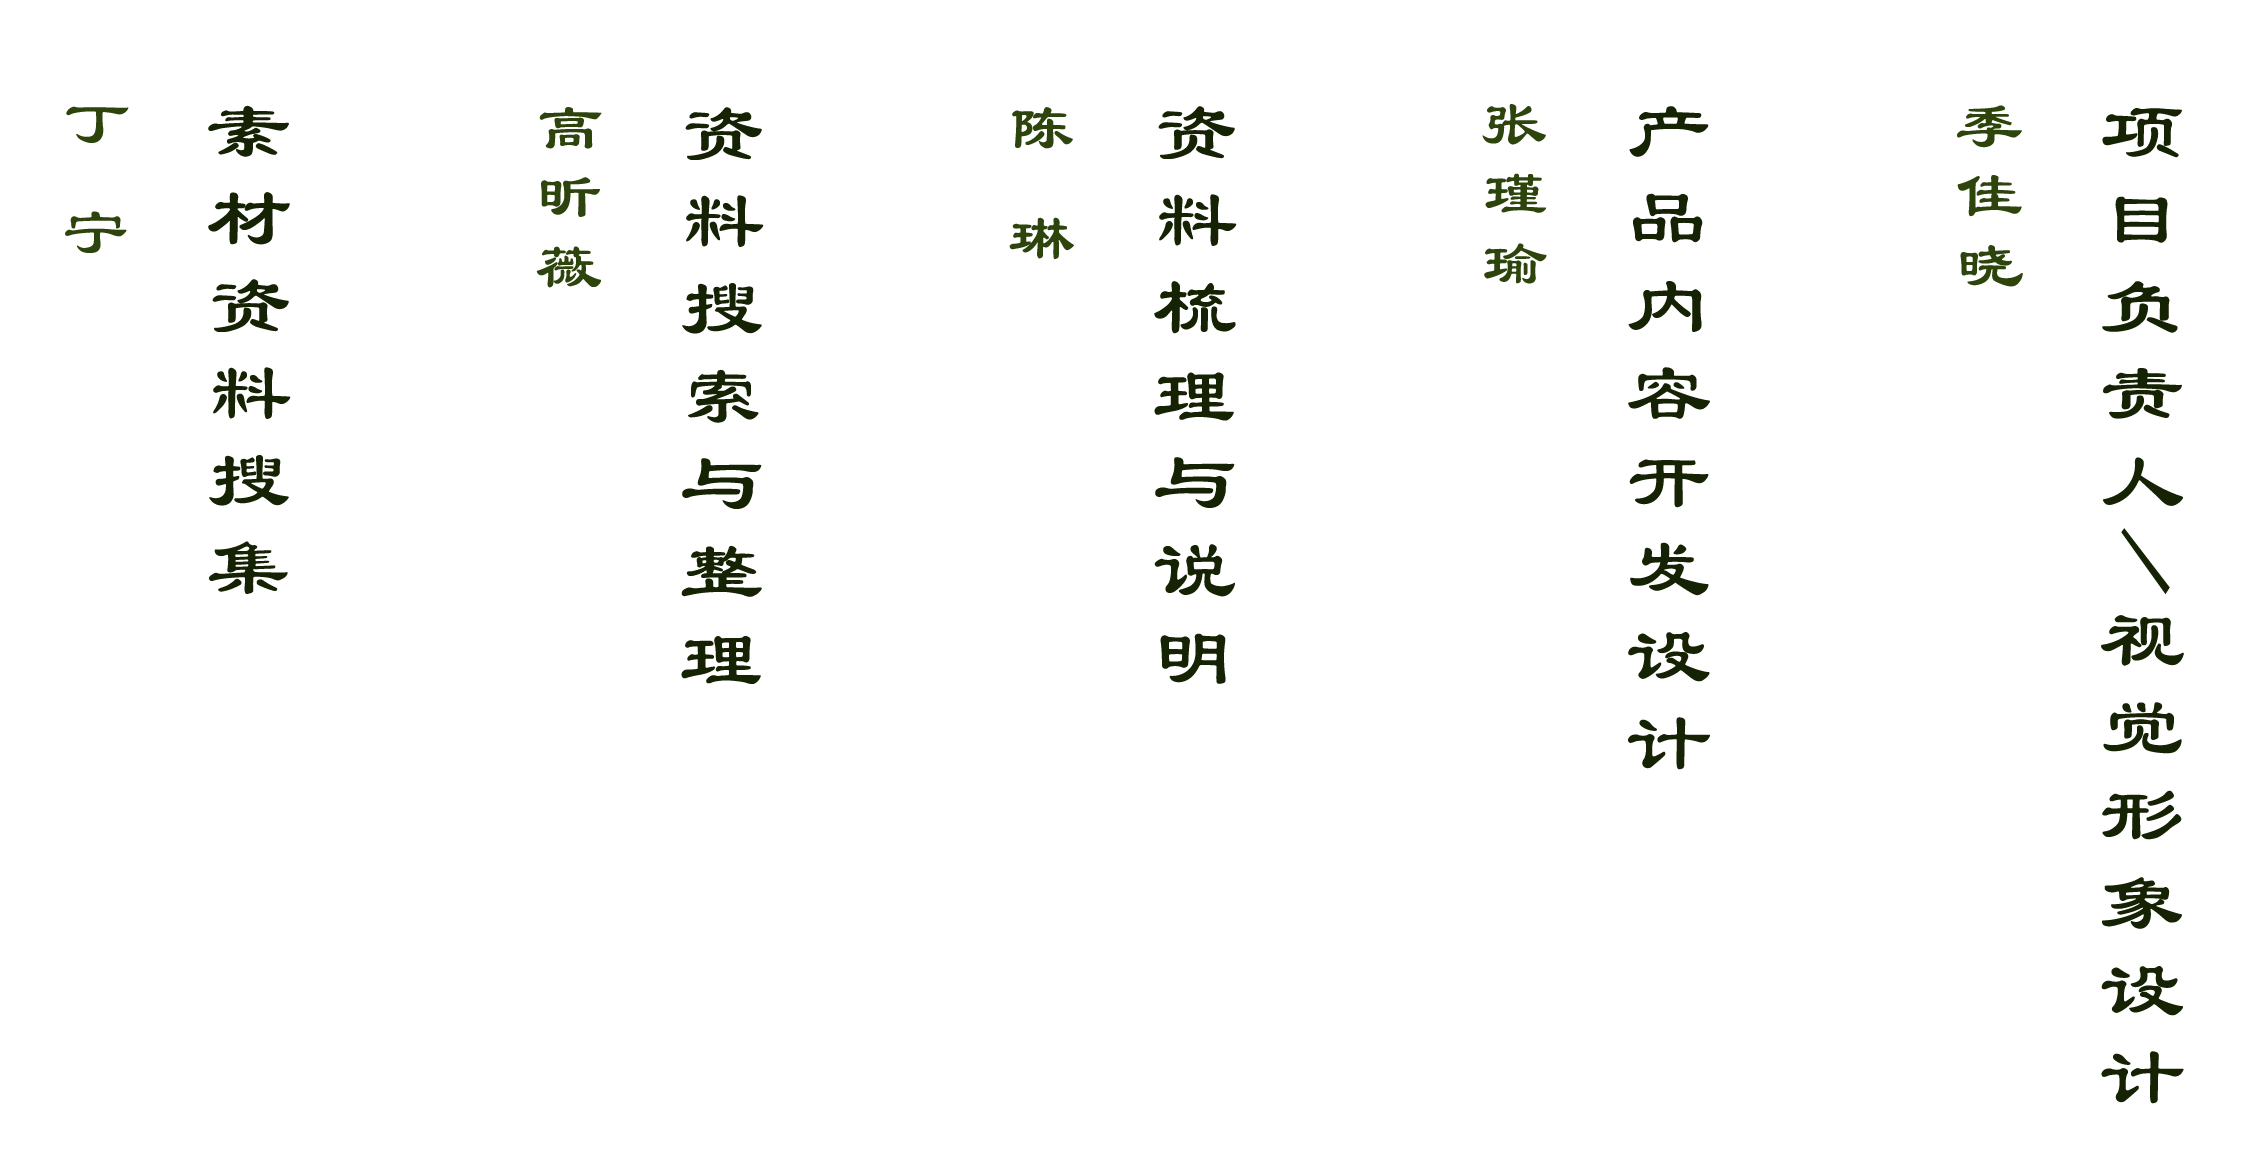 项目负责人\视觉形象设计
季佳晓
产品内容开发设计
张瑾瑜
资料梳理与说明
陈琳
资料搜索与整理
高昕薇
素材资料搜集
丁宁